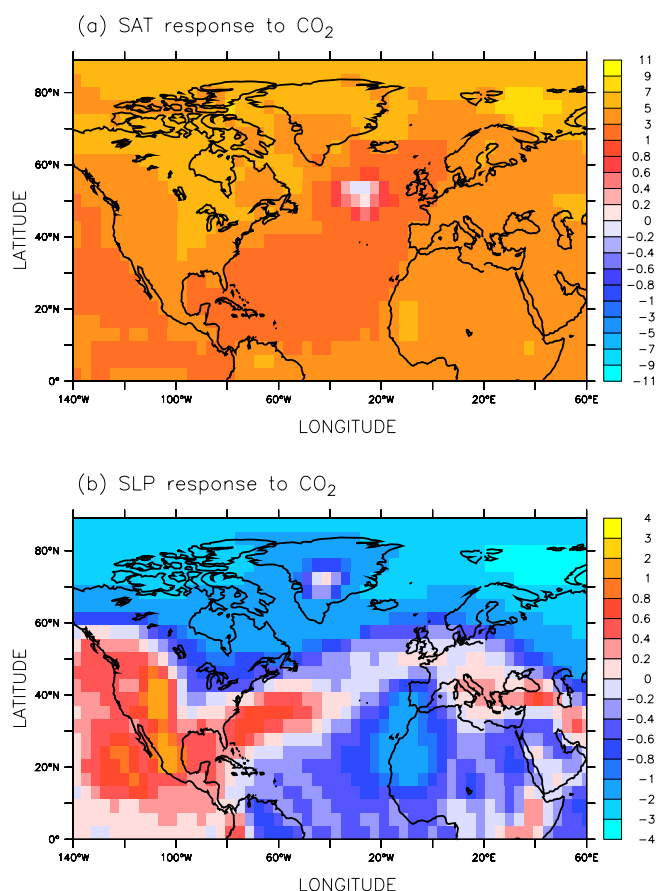 (a) SAT response to CO₂
80°N
60°N
40°N
20°N
0°
LATITUDE
140°W 100°W 60°W 20°W 20°E 60°E
LONGITUDE
11
9
7
5
3
1
0.8
0.6
0.4
0.2
0
−0.2
−0.4
−0.6
−0.8
−1
−3
−5
−7
−9
−11
(b) SLP response to CO₂
80°N
60°N
40°N
20°N
0°
LATITUDE
140°W 100°W 60°W 20°W 20°E 60°E
LONGITUDE
4
3
2
1
0.8
0.6
0.4
0.2
0
−0.2
−0.4
−0.6
−0.8
−1
−2
−3
−4